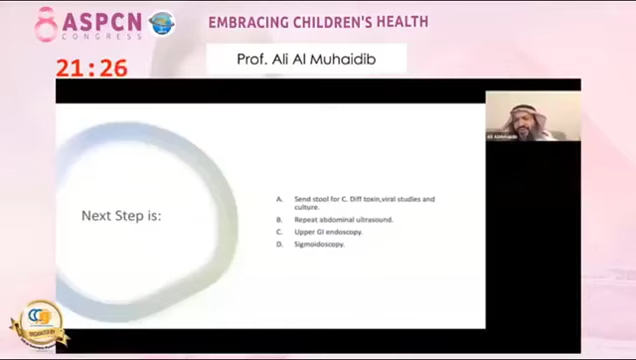 ASPCN
CONGRESS
EMBRACING CHILDREN'S HEALTH
Prof. Ali Al Muhaidib
21:26
Next Step is:
A. Send stool for C. Diff toxin,viral studies and
culture.
B. Repeat abdominal ultrasound.
C. Upper GI endoscopy.
D. Sigmoidoscopy.